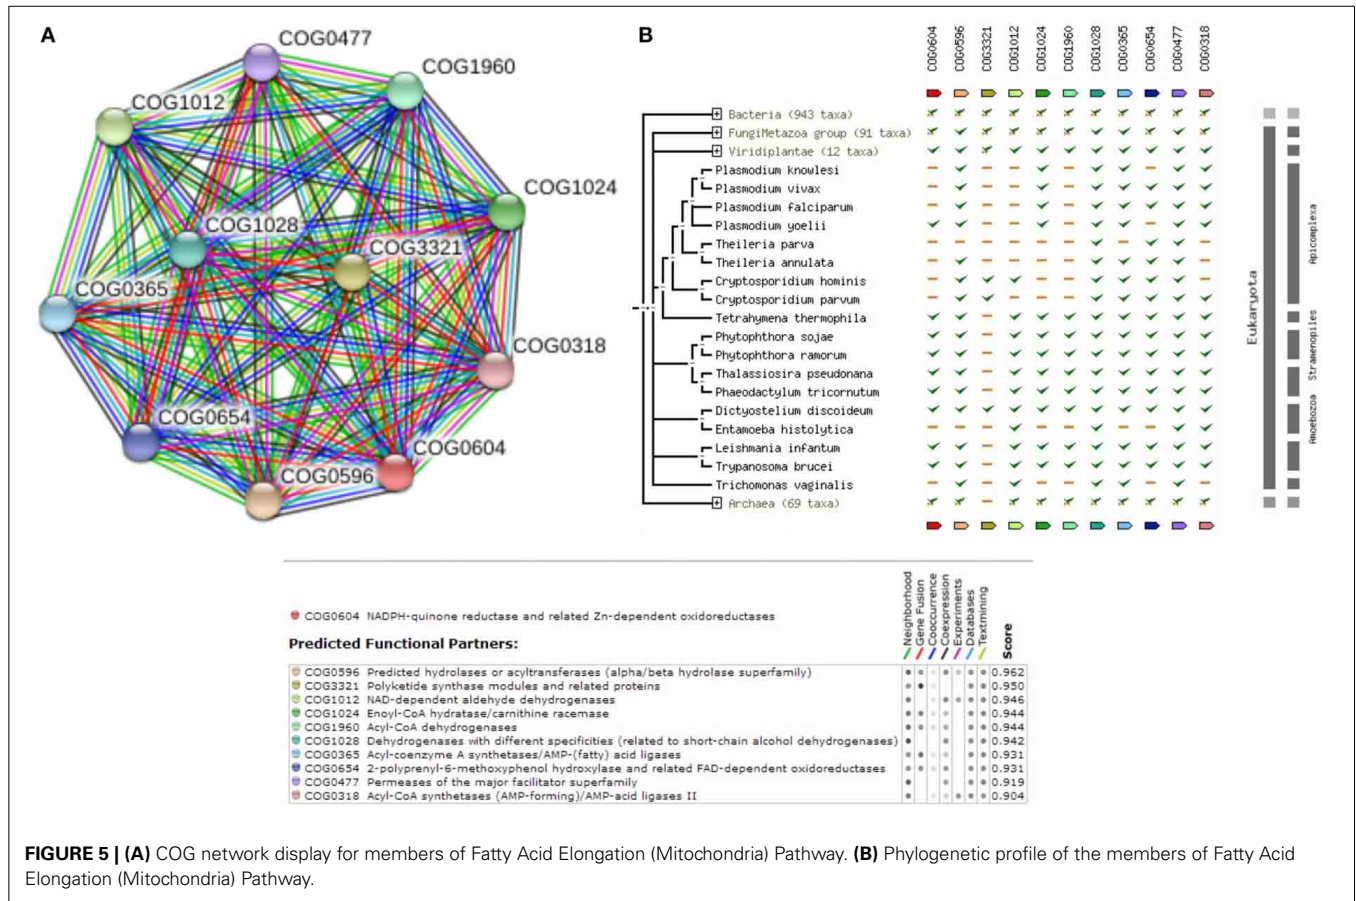 A
COG0477
COG1960
COG1012
COG1024
COG1028
COG3321
COG0365
COG0318
COG0654
COG0604
COG0596
B
COG0604
COG0596
COG3321
COG1012
COG1024
COG1960
COG1028
COG0365
COG0654
COG0477
COG0318
Bacteria (943 taxa)
FungiMetazoa group (91 taxa)
Viridiplantae (12 taxa)
Plasmodium knowlesi
Plasmodium vivax
Plasmodium falciparum
Plasmodium yoelii
Theileria parva
Theileria annulata
Cryptosporidium hominis
Cryptosporidium parvum
Tetrahymena thermophila
Phytophthora sojae
Phytophthora ramorum
Thalassiosira pseudonana
Phaeodactylum tricornutum
Dictyostelium discoideum
Entamoeba histolytica
Leishmania infantum
Trypanosoma brucei
Trichomonas vaginalis
Archaea (69 taxa)
Eukaryota
Apicomplexa
Stramenopiles
Amoebozoa
COG0604 NADPH-quinone reductase and related Zn-dependent oxidoreductases
Predicted Functional Partners:
Neighborhood
Gene Fusion
Cooccurrence
Coexpression
Experiments
Databases
Textmining
Score
COG0596 Predicted hydrolases or acyltransferases (alpha/beta hydrolase superfamily) 0.962
COG3321 Polyketide synthase modules and related proteins 0.950
COG1012 NAD-dependent aldehyde dehydrogenases 0.946
COG1024 Enoyl-CoA hydratase/carnithine racemase 0.944
COG1960 Acyl-CoA dehydrogenases 0.944
COG1028 Dehydrogenases with different specificities (related to short-chain alcohol dehydrogenases) 0.942
COG0365 Acyl-coenzyme A synthetases/AMP-(fatty) acid ligases 0.931
COG0654 2-polyprenyl-6-methoxyphenol hydroxylase and related FAD-dependent oxidoreductases 0.931
COG0477 Permeases of the major facilitator superfamily 0.919
COG0318 Acyl-CoA synthetases (AMP-forming)/AMP-acid ligases II 0.904
FIGURE 5 | (A) COG network display for members of Fatty Acid Elongation (Mitochondria) Pathway. (B) Phylogenetic profile of the members of Fatty Acid
Elongation (Mitochondria) Pathway.